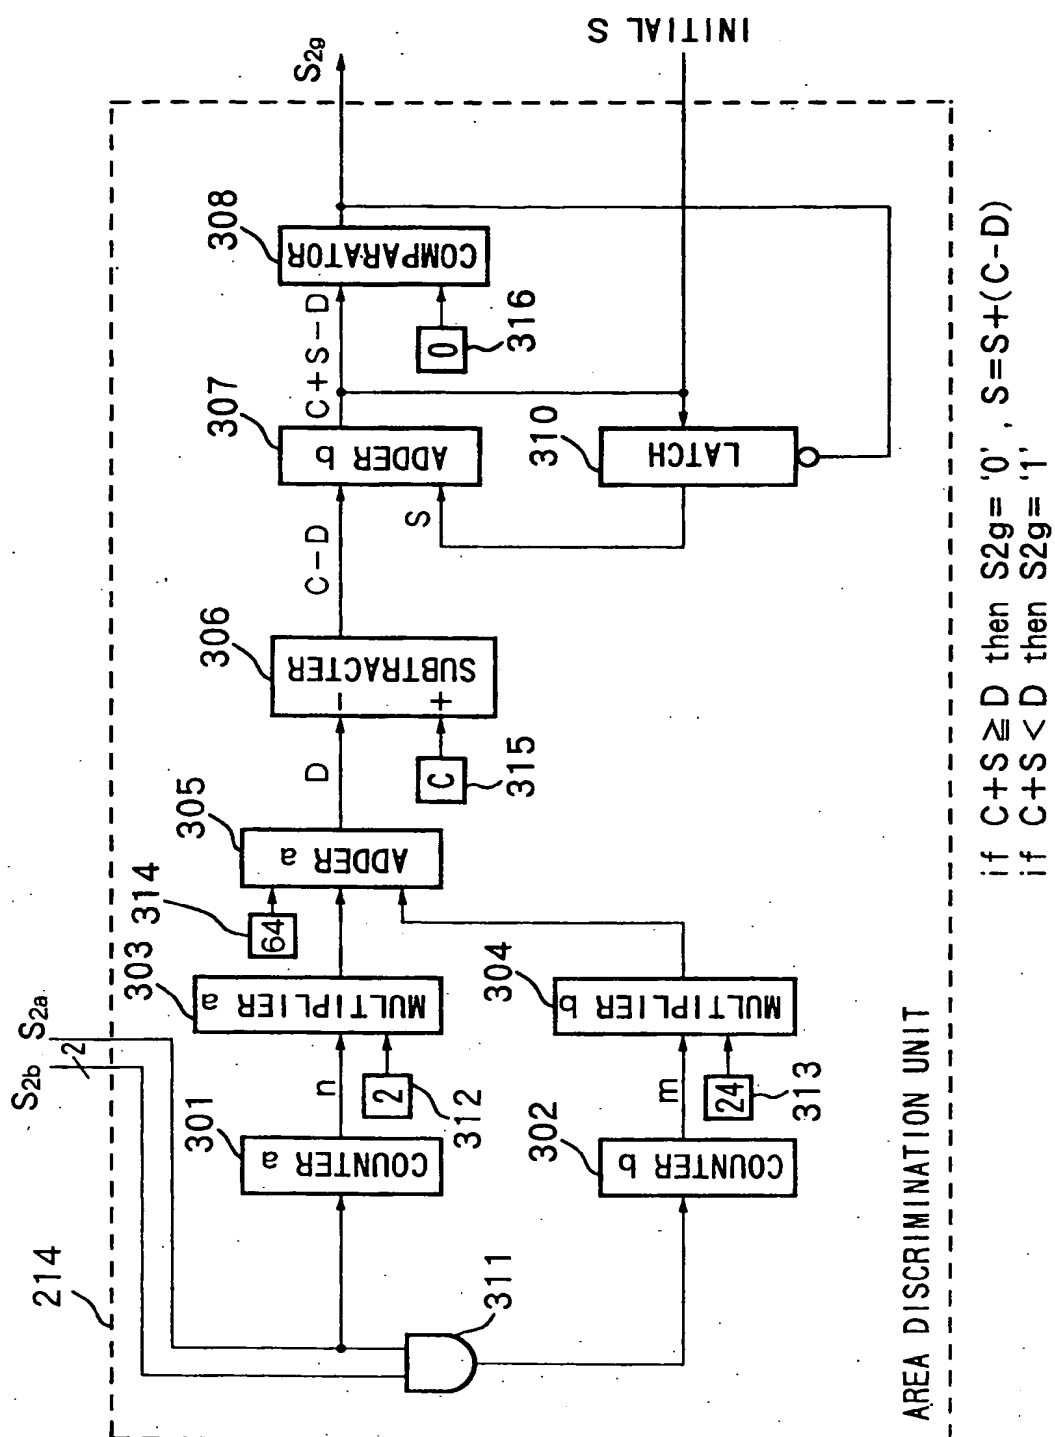 214
S2b
2
S2a
301
COUNTER a
n
2
312
303
MULTIPLIER a
64
314
305
ADDER a
D
C
315
306
SUBTRACTER
−
+
C−D
307
ADDER b
S
C+S−D
308
COMPARATOR
0
316
S2g
311
302
COUNTER b
m
24
313
304
MULTIPLIER b
310
LATCH
INITIAL S
AREA DISCRIMINATION UNIT
if C+S≧D then S2g= '0' , S=S+(C−D)
if C+S<D then S2g= '1'